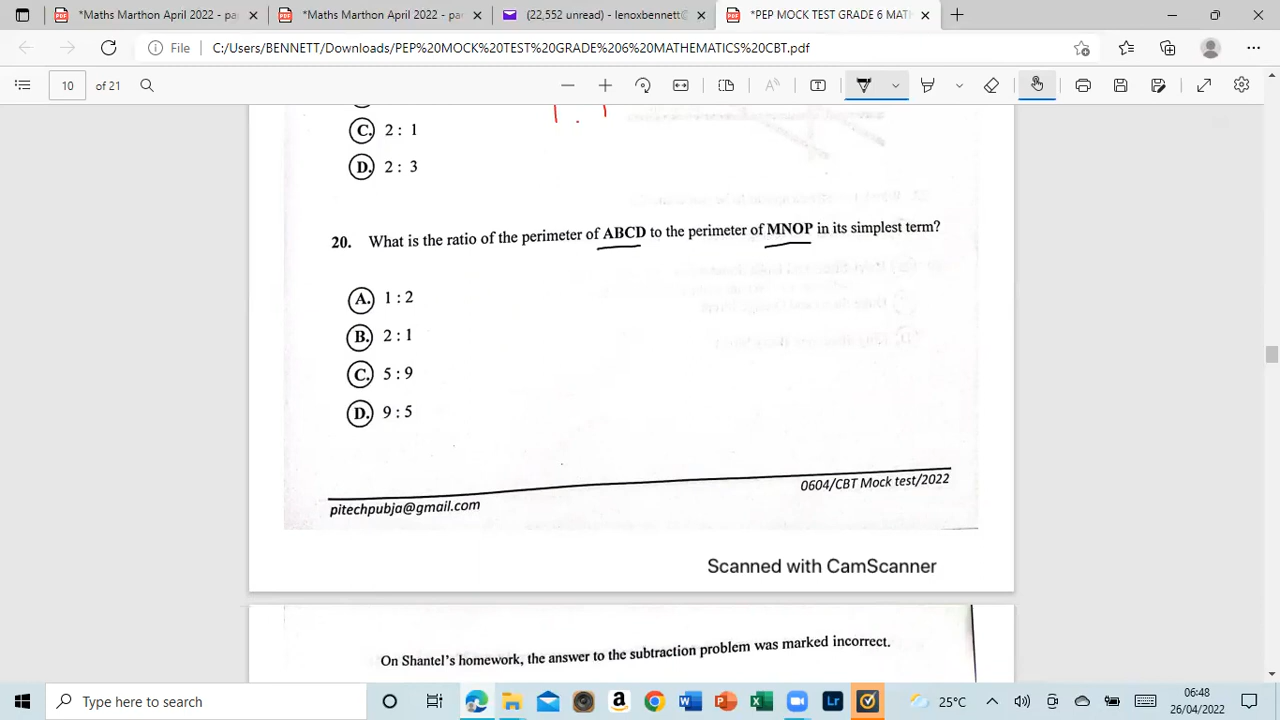 *Maths Marthon April 2022 - .pa
*Maths Marthon April 2022 - .pd
(22,552 unread) - lenoxbennett@
*PEP MOCK TEST GRADE 6 MATH
File
C:/Users/BENNETT/Downloads/PEP%20MOCK%20TEST%20GRADE%206%20MATHEMATICS%20CBT.pdf
10 of 21
C. 2 : 1
D. 2 : 3
20. What is the ratio of the perimeter of ABCD to the perimeter of MNOP in its simplest term?
A. 1 : 2
B. 2 : 1
C. 5 : 9
D. 9 : 5
0604/CBT Mock test/2022
pitechpubja@gmail.com
Scanned with CamScanner
On Shantel's homework, the answer to the subtraction problem was marked incorrect.
Type here to search
25°C
06:48
26/04/2022